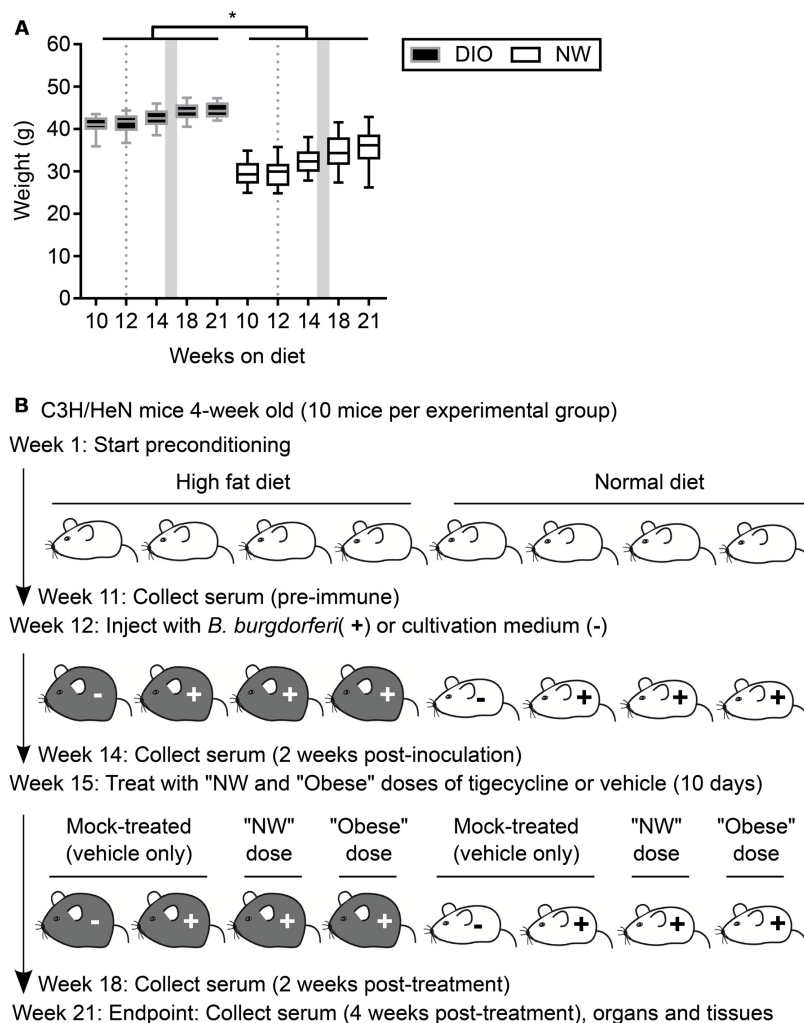 A
*
DIO NW
60
50
40
30
20
10
0
Weight (g)
10 12 14 18 21 10 12 14 18 21
Weeks on diet
B C3H/HeN mice 4-week old (10 mice per experimental group)
Week 1: Start preconditioning
High fat diet Normal diet
Week 11: Collect serum (pre-immune)
Week 12: Inject with B. burgdorferi( +) or cultivation medium (-)
- + + + - + + +
Week 14: Collect serum (2 weeks post-inoculation)
Week 15: Treat with "NW and "Obese" doses of tigecycline or vehicle (10 days)
Mock-treated "NW" "Obese" Mock-treated "NW" "Obese"
(vehicle only) dose dose (vehicle only) dose dose
- + + + - + + +
Week 18: Collect serum (2 weeks post-treatment)
Week 21: Endpoint: Collect serum (4 weeks post-treatment), organs and tissues